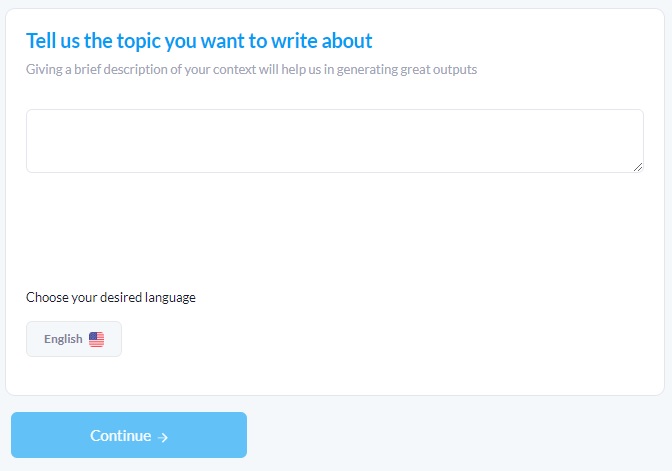 Tell us the topic you want to write about
Giving a brief description of your context will help us in generating great outputs
Choose your desired language
English
Continue →